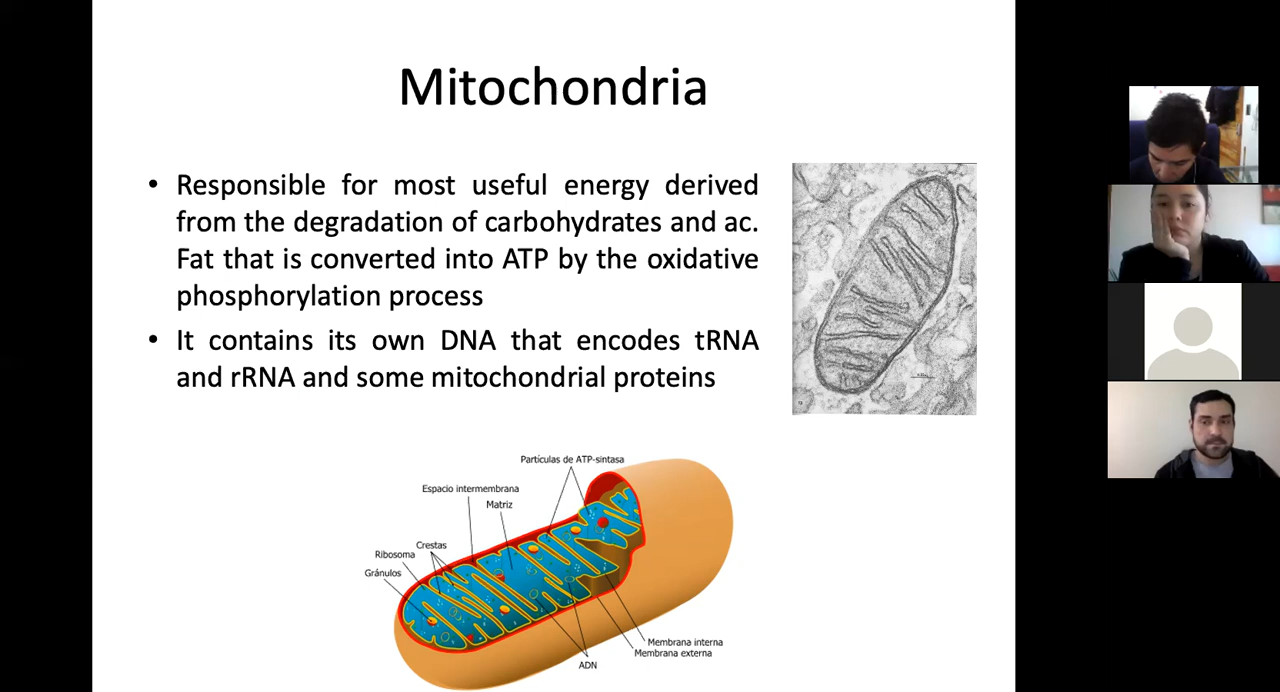 Mitochondria
• Responsible for most useful energy derived
from the degradation of carbohydrates and ac.
Fat that is converted into ATP by the oxidative
phosphorylation process
• It contains its own DNA that encodes tRNA
and rRNA and some mitochondrial proteins
Partículas de ATP-sintasa
Espacio intermembrana
Matriz
Crestas
Ribosoma
Gránulos
Membrana interna
Membrana externa
ADN